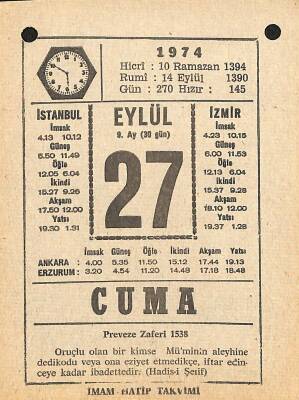 1974
Hicrî : 10 Ramazan 1394
Rumî : 14 Eylül 1390
Gün : 270 Hızır : 145
İSTANBUL
İmsak
4.13 10.12
Güneş
5.50 11.49
Öğle
12.05 6.04
İkindi
15.27 9.26
Akşam
17.50 12.00
Yatsı
19.30 1.31
EYLÜL
9. Ay (30 gün)
27
İZMİR
İmsak
4.23 10.15
Güneş
6.00 11.53
Öğle
12.13 6.04
İkindi
15.37 9.28
Akşam
18.10 12.00
Yatsı
19.37 1.28
İmsak Güneş Öğle İkindi Akşam Yatsı
ANKARA : 4.00 5.35 11.50 15.12 17.44 19.13
ERZURUM : 3.20 4.54 11.20 14.48 17.18 18.48
CUMA
Preveze Zaferi 1538
Oruçlu olan bir kimse Mü'minin aleyhine
dedikodu veya ona eziyet etmedikçe, iftar edin-
ceye kadar ibadettedir. (Hadis-i Şerif)
İMAM-HATİP TAKVİMİ